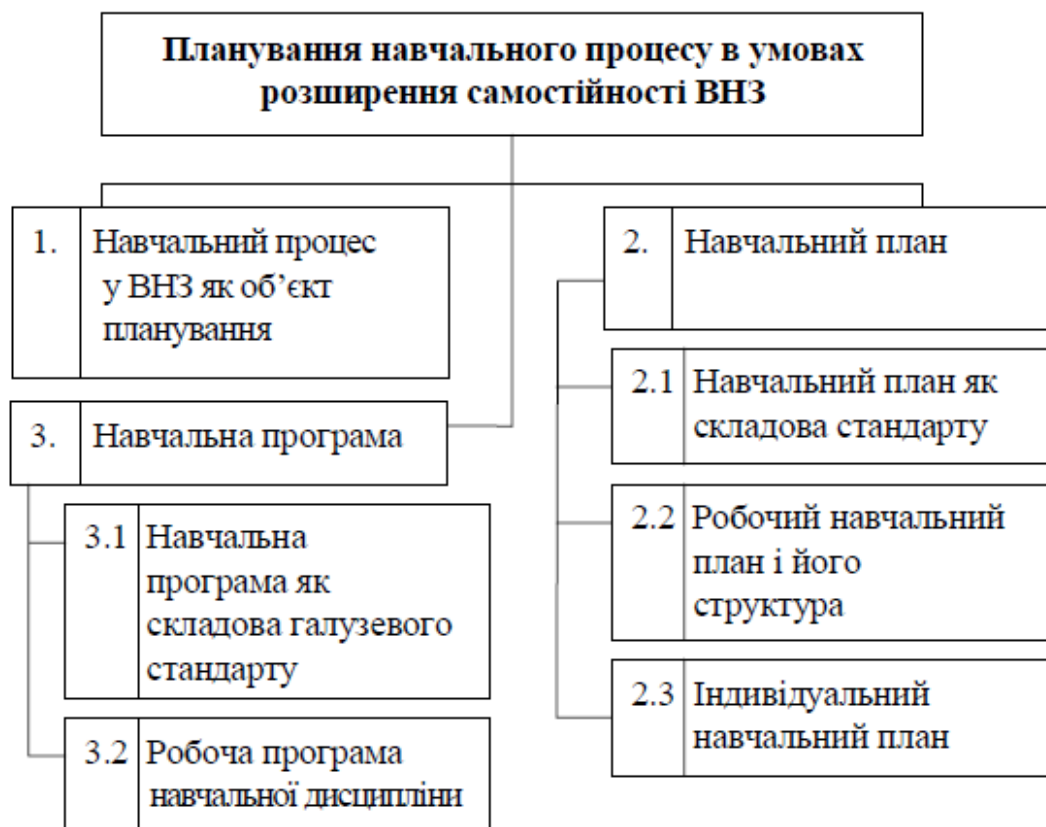 Планування навчального процесу в умовах
розширення самостійності ВНЗ
1. Навчальний процес
у ВНЗ як об’єкт
планування
2. Навчальний план
2.1 Навчальний план як
складова стандарту
2.2 Робочий навчальний
план і його
структура
2.3 Індивідуальний
навчальний план
3. Навчальна програма
3.1 Навчальна
програма як
складова галузевого
стандарту
3.2 Робоча програма
навчальної дисципліни